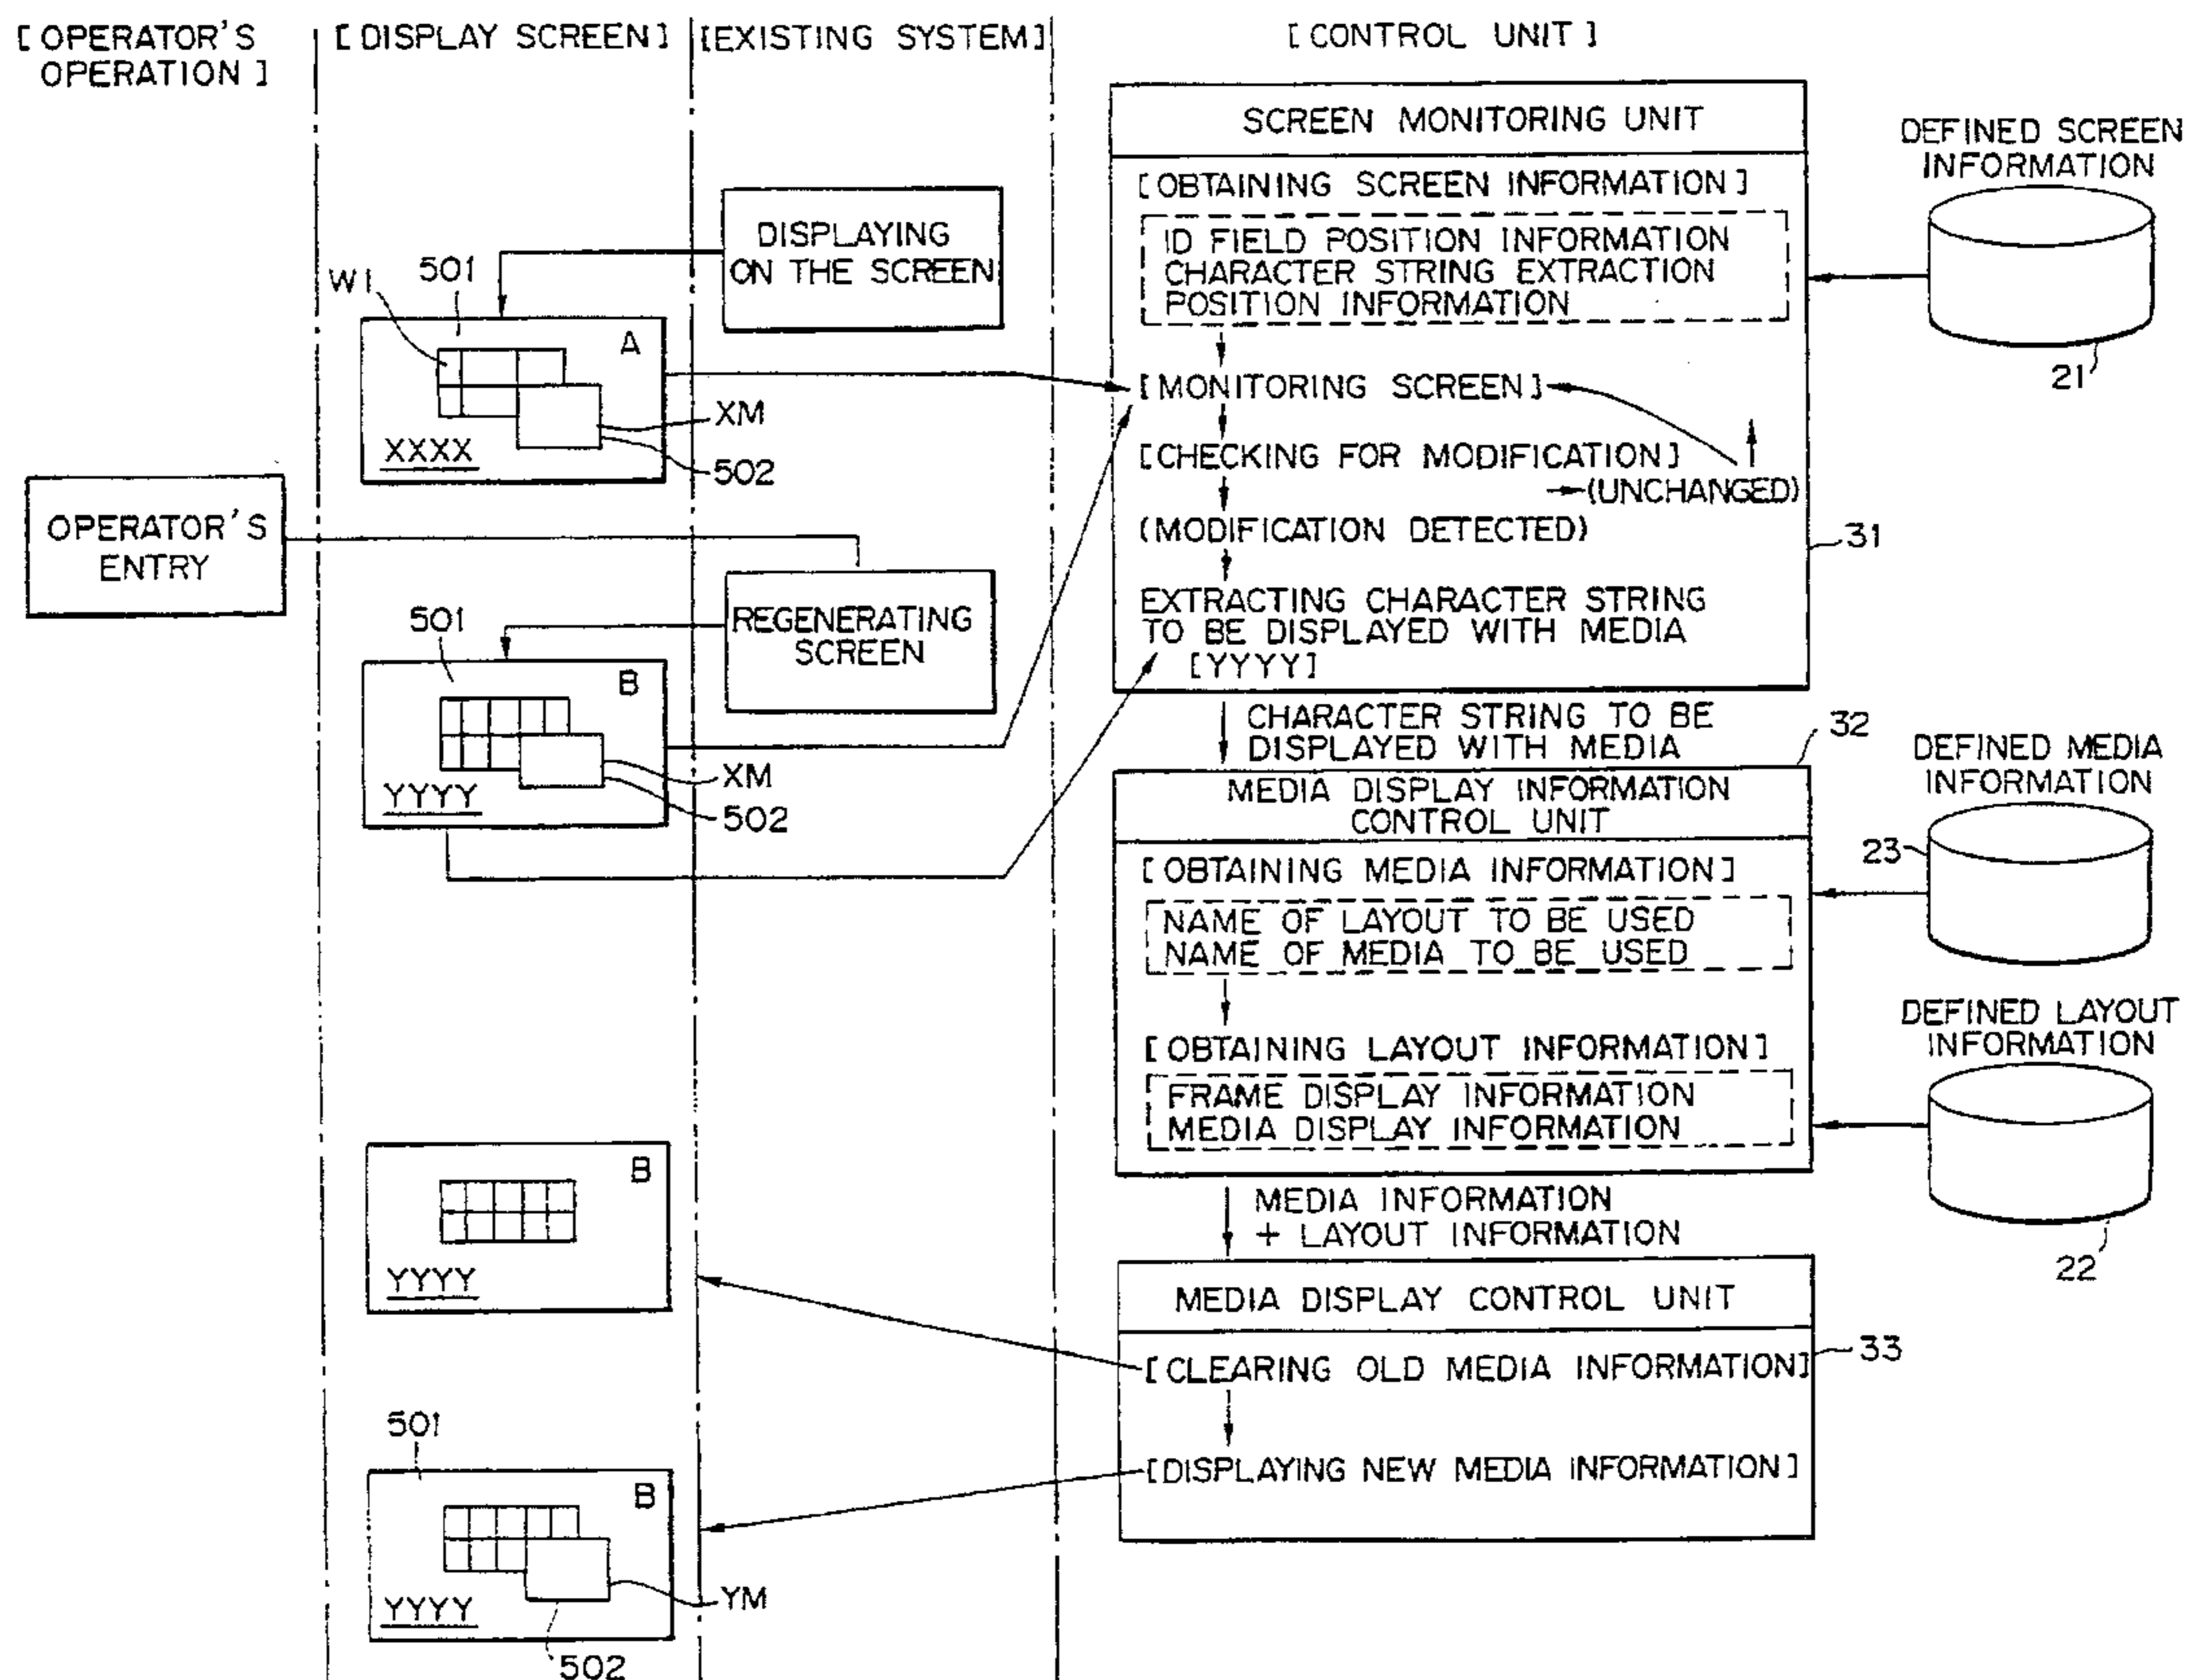 [ OPERATOR'S
OPERATION ]
[ DISPLAY SCREEN ]
[EXISTING SYSTEM]
[ CONTROL UNIT ]
DISPLAYING
ON THE SCREEN
W1
501
A
XXXX
XM
502
OPERATOR'S
ENTRY
REGENERATING
SCREEN
501
B
YYYY
XM
502
B
YYYY
501
B
YYYY
YM
502
SCREEN MONITORING UNIT
[OBTAINING SCREEN INFORMATION]
ID FIELD POSITION INFORMATION
CHARACTER STRING EXTRACTION
POSITION INFORMATION
[MONITORING SCREEN]
[CHECKING FOR MODIFICATION]
(UNCHANGED)
(MODIFICATION DETECTED)
EXTRACTING CHARACTER STRING
TO BE DISPLAYED WITH MEDIA
[YYYY]
31
DEFINED SCREEN
INFORMATION
21
CHARACTER STRING TO BE
DISPLAYED WITH MEDIA
32
MEDIA DISPLAY INFORMATION
CONTROL UNIT
[OBTAINING MEDIA INFORMATION]
NAME OF LAYOUT TO BE USED
NAME OF MEDIA TO BE USED
[OBTAINING LAYOUT INFORMATION]
FRAME DISPLAY INFORMATION
MEDIA DISPLAY INFORMATION
DEFINED MEDIA
INFORMATION
23
DEFINED LAYOUT
INFORMATION
22
MEDIA INFORMATION
+ LAYOUT INFORMATION
MEDIA DISPLAY CONTROL UNIT
33
[CLEARING OLD MEDIA INFORMATION]
[DISPLAYING NEW MEDIA INFORMATION]